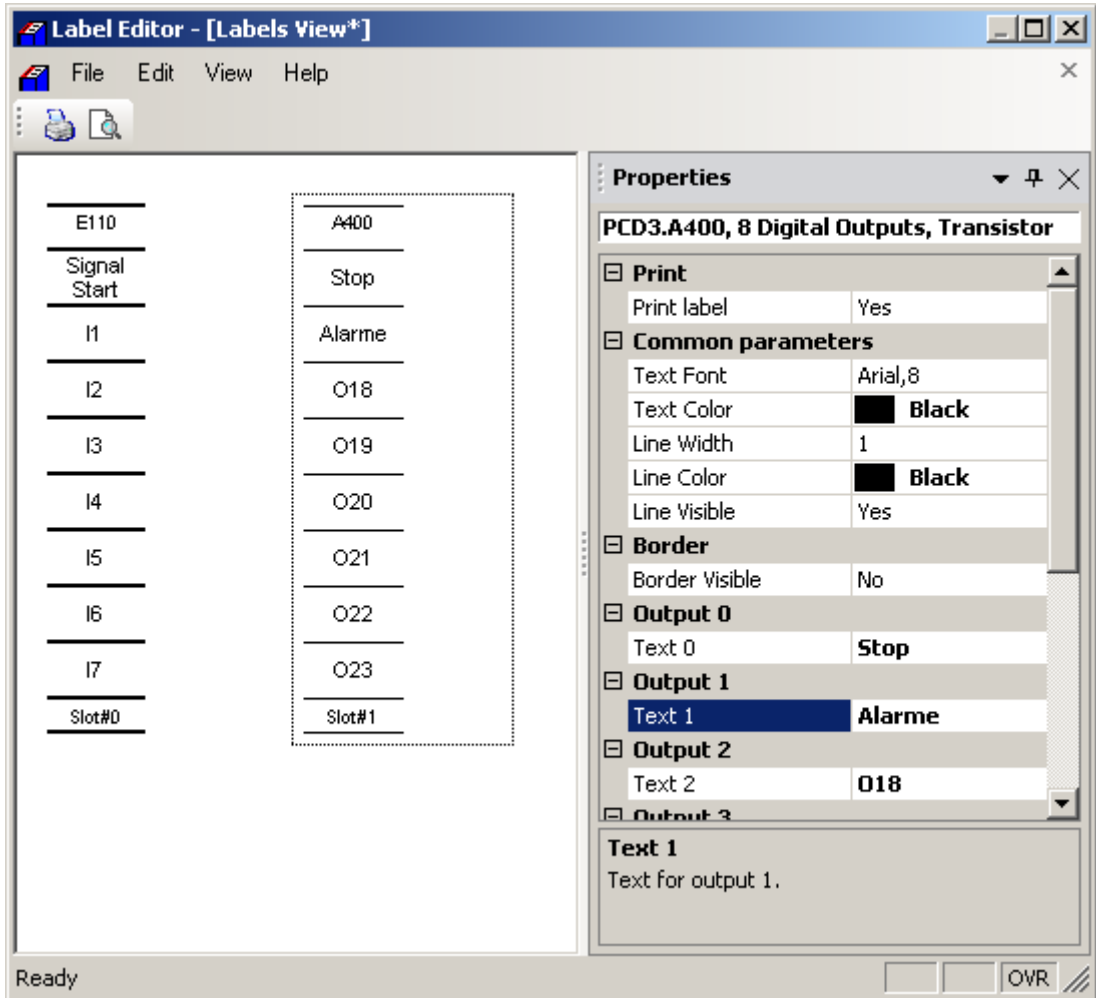 Label Editor - [Labels View*]
File Edit View Help
E110
Signal
Start
I1
I2
I3
I4
I5
I6
I7
Slot#0
A400
Stop
Alarme
O18
O19
O20
O21
O22
O23
Slot#1
Properties
PCD3.A400, 8 Digital Outputs, Transistor
Print
Print label Yes
Common parameters
Text Font Arial,8
Text Color Black
Line Width 1
Line Color Black
Line Visible Yes
Border
Border Visible No
Output 0
Text 0 Stop
Output 1
Text 1 Alarme
Output 2
Text 2 O18
Output 3
Text 1
Text for output 1.
Ready OVR